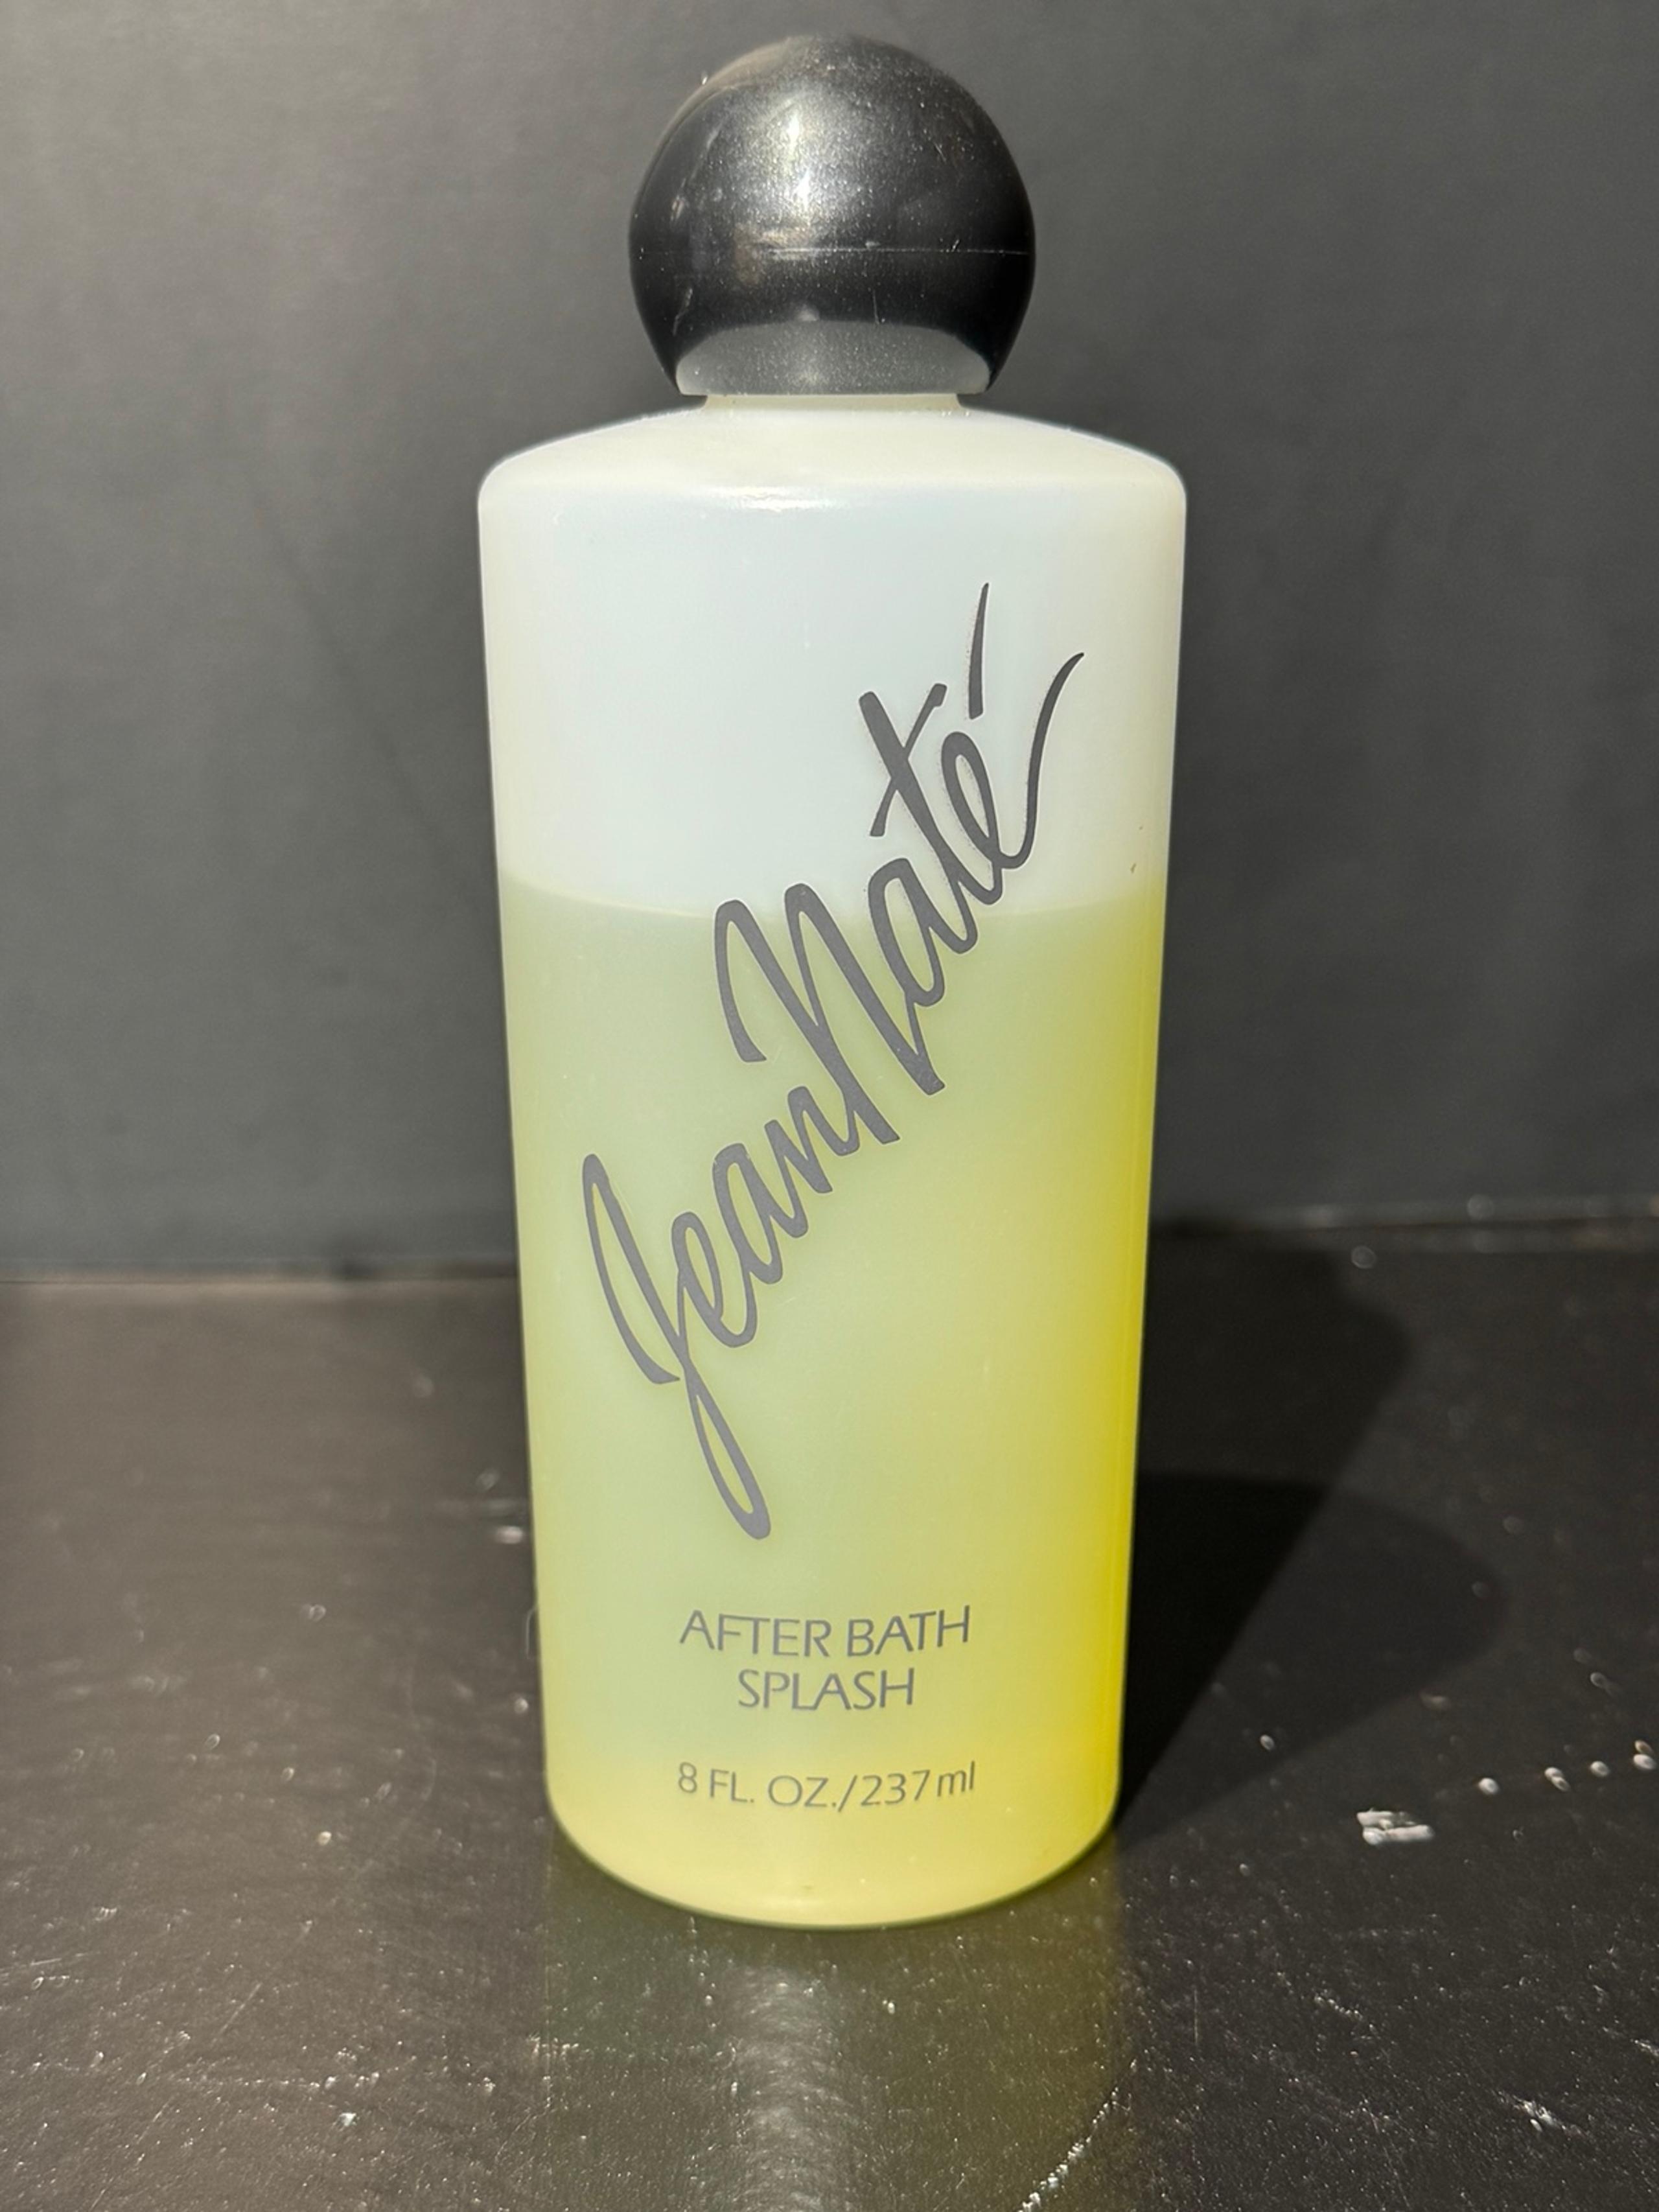 Jean Naté
AFTER BATH
SPLASH
8 FL. OZ./237ml